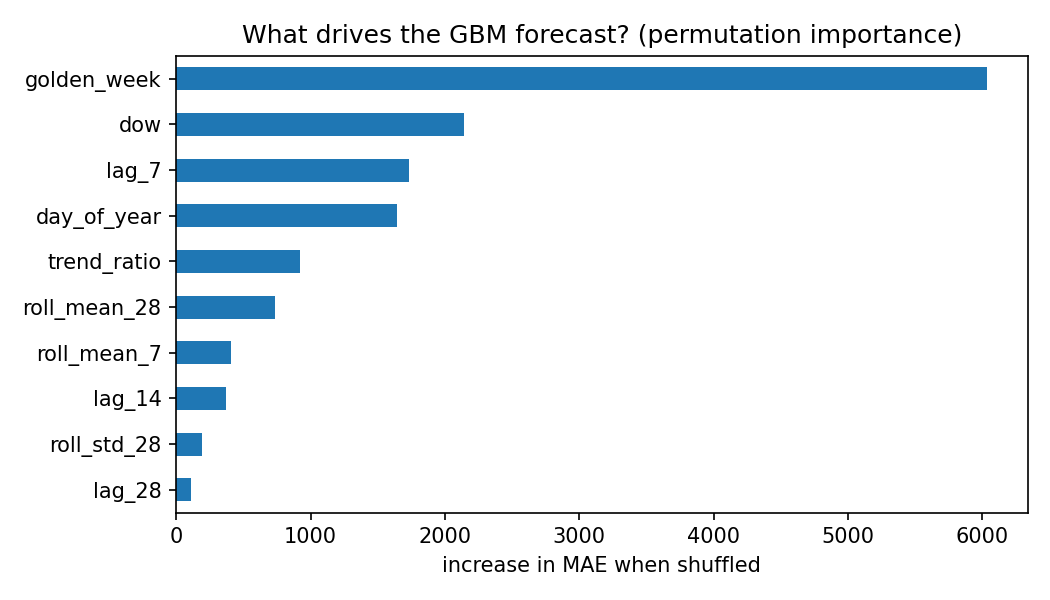 What drives the GBM forecast? (permutation importance)
golden_week
dow
lag_7
day_of_year
trend_ratio
roll_mean_28
roll_mean_7
lag_14
roll_std_28
lag_28
0 1000 2000 3000 4000 5000 6000
increase in MAE when shuffled